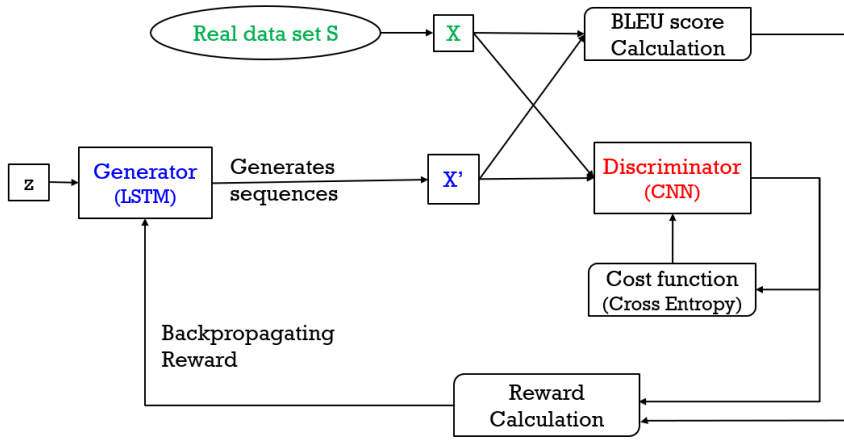 Real data set S
X
BLEU score
Calculation
z
Generator
(LSTM)
Generates
sequences
X'
Discriminator
(CNN)
Cost function
(Cross Entropy)
Backpropagating
Reward
Reward
Calculation